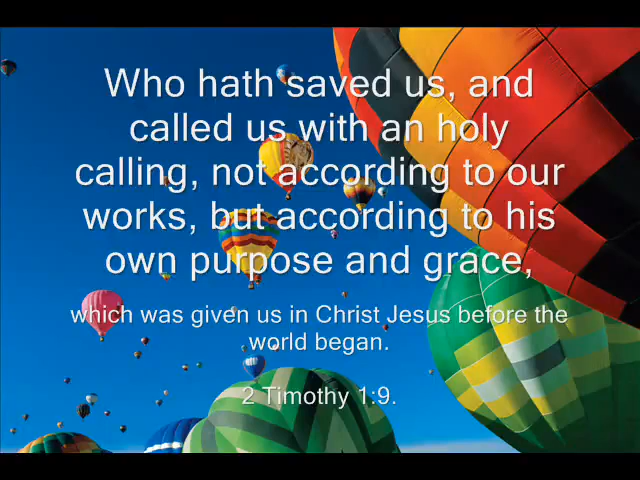 Who hath saved us, and
called us with an holy
calling, not according to our
works, but according to his
own purpose and grace,
which was given us in Christ Jesus before the
world began.
2 Timothy 1:9.